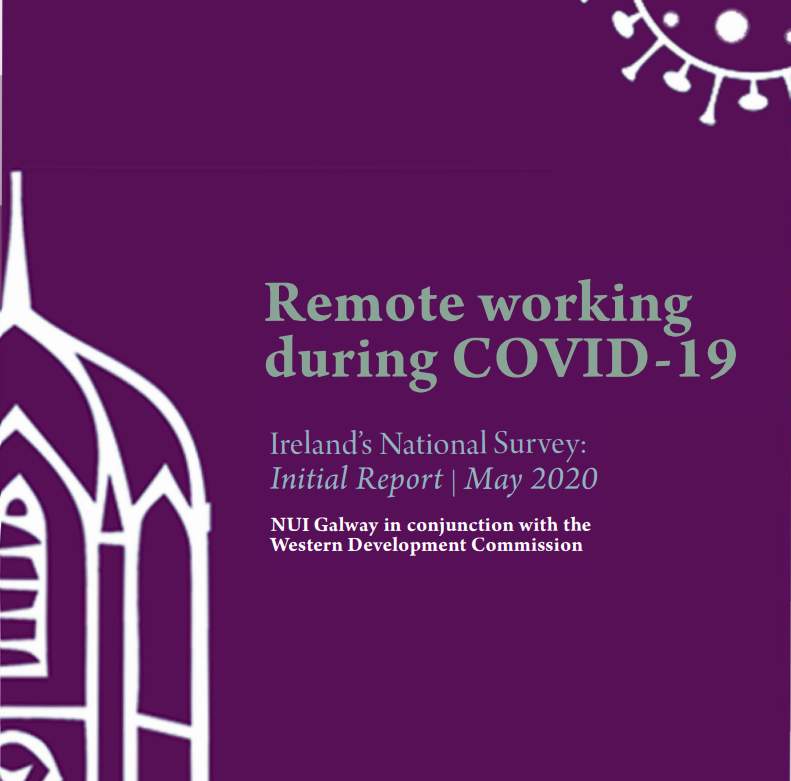 Remote working
during COVID-19
Ireland's National Survey:
Initial Report | May 2020
NUI Galway in conjunction with the
Western Development Commission